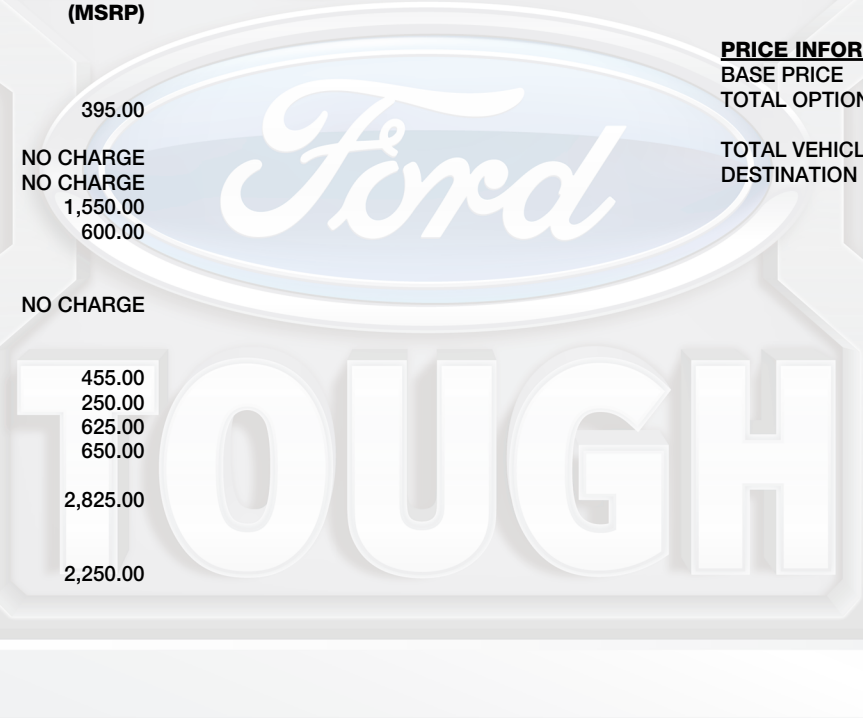 (MSRP)
395.00
NO CHARGE
NO CHARGE
1,550.00
600.00
NO CHARGE
455.00
250.00
625.00
650.00
2,825.00
2,250.00
PRICE INFOR
BASE PRICE
TOTAL OPTION
TOTAL VEHICL
DESTINATION
Ford
TOUGH